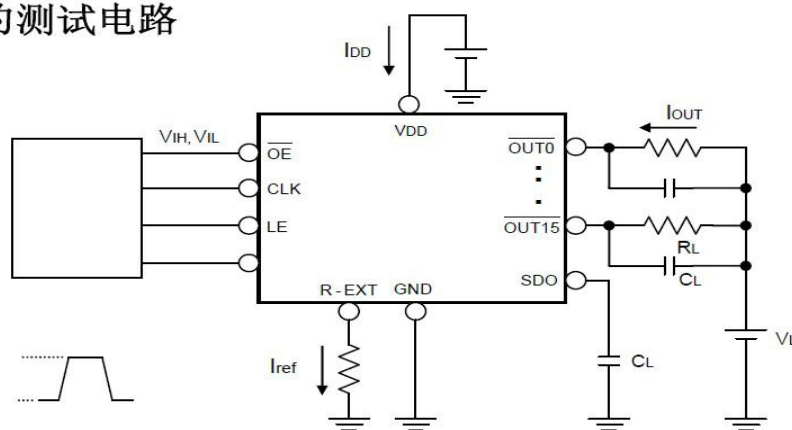 的测试电路
IDD
VDD
VIH, VIL
OE
CLK
LE
R-EXT
GND
OUT0
OUT15
SDO
IOUT
RL
CL
CL
Iref